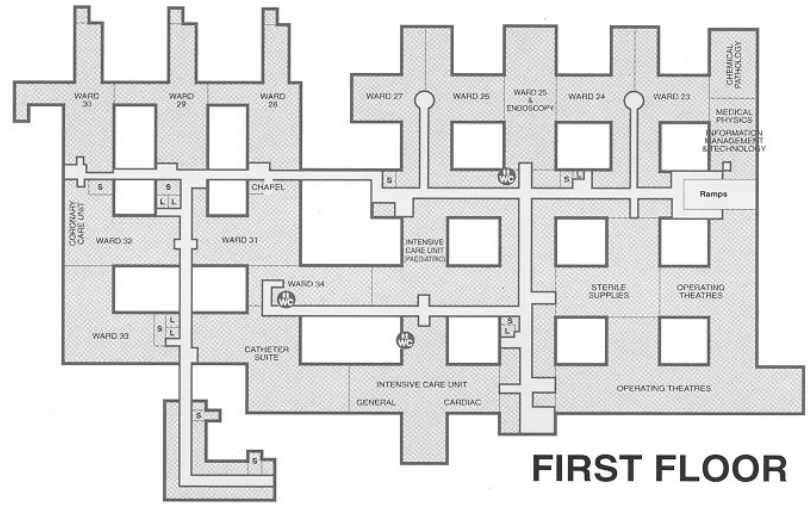 CHEMICAL
PATHOLOGY
WARD
30
WARD
29
WARD
28
WARD 27
WARD 26
WARD 25
&
ENDOSCOPY
WARD 24
WARD 23
MEDICAL
PHYSICS
INFORMATION
MANAGEMENT
& TECHNOLOGY
WC
S
S
S
S
L
L
L
CHAPEL
Ramps
CORONARY
CARE UNIT
WARD 32
WARD 31
INTENSIVE
CARE UNIT
(PAEDIATRIC)
WARD 34
WC
STERILE
SUPPLIES
OPERATING
THEATRES
WARD 33
S
L
L
S
L
WC
CATHETER
SUITE
INTENSIVE CARE UNIT
GENERAL
CARDIAC
OPERATING THEATRES
S
S
FIRST FLOOR